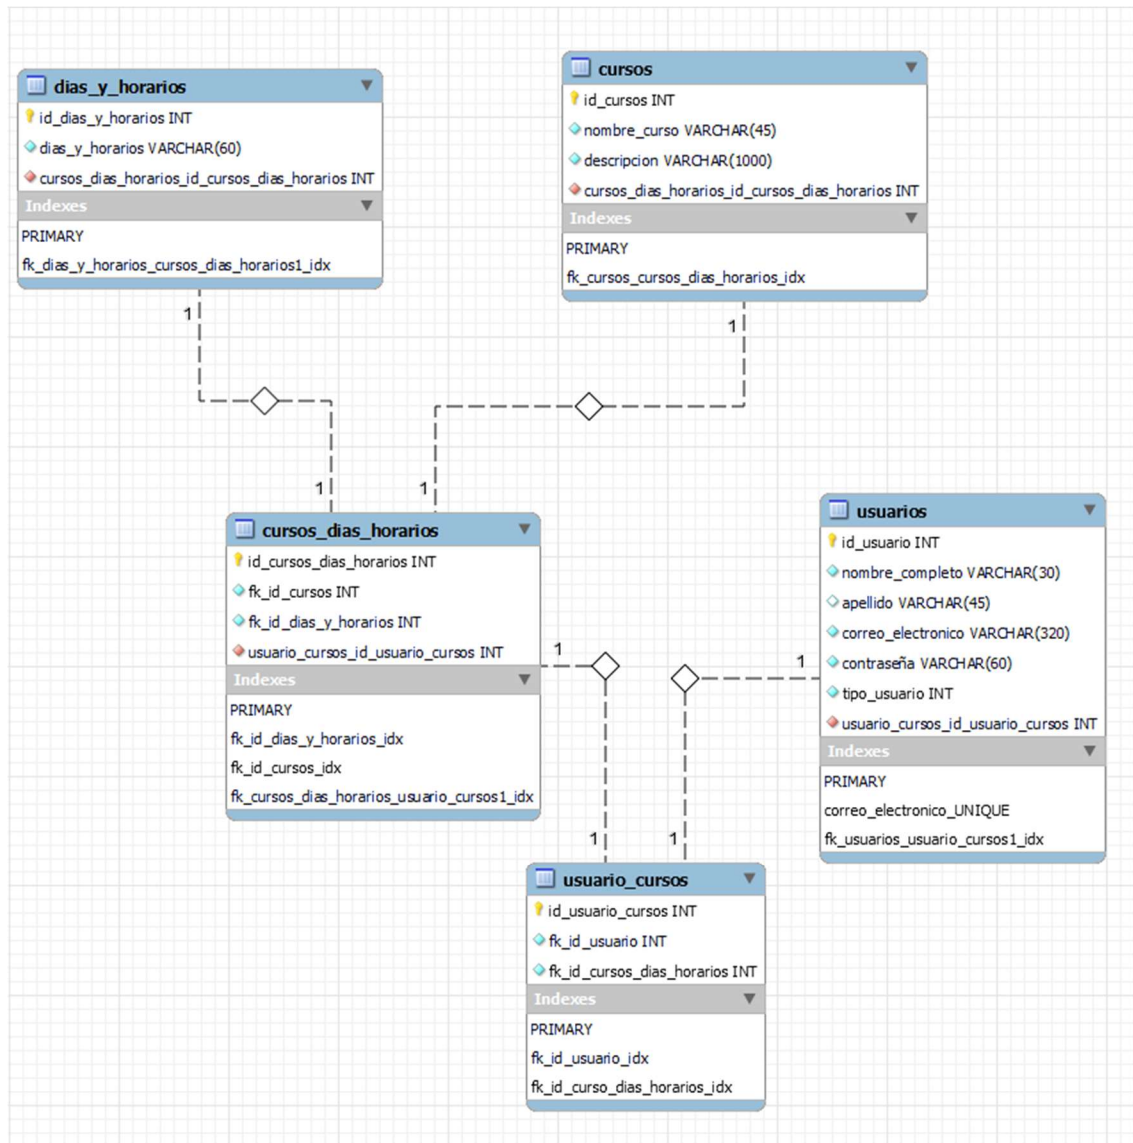 dias_y_horarios
id_dias_y_horarios INT
dias_y_horarios VARCHAR(60)
cursos_dias_horarios_id_cursos_dias_horarios INT
Indexes
PRIMARY
fk_dias_y_horarios_cursos_dias_horarios1_idx
cursos
id_cursos INT
nombre_curso VARCHAR(45)
descripcion VARCHAR(1000)
cursos_dias_horarios_id_cursos_dias_horarios INT
Indexes
PRIMARY
fk_cursos_cursos_dias_horarios_idx
1
1
1
1
cursos_dias_horarios
id_cursos_dias_horarios INT
fk_id_cursos INT
fk_id_dias_y_horarios INT
usuario_cursos_id_usuario_cursos INT
Indexes
PRIMARY
fk_id_dias_y_horarios_idx
fk_id_cursos_idx
fk_cursos_dias_horarios_usuario_cursos1_idx
usuarios
id_usuario INT
nombre_completo VARCHAR(30)
apellido VARCHAR(45)
correo_electronico VARCHAR(320)
contraseña VARCHAR(60)
tipo_usuario INT
usuario_cursos_id_usuario_cursos INT
Indexes
PRIMARY
correo_electronico_UNIQUE
fk_usuarios_usuario_cursos1_idx
1
1
1
1
usuario_cursos
id_usuario_cursos INT
fk_id_usuario INT
fk_id_cursos_dias_horarios INT
Indexes
PRIMARY
fk_id_usuario_idx
fk_id_curso_dias_horarios_idx